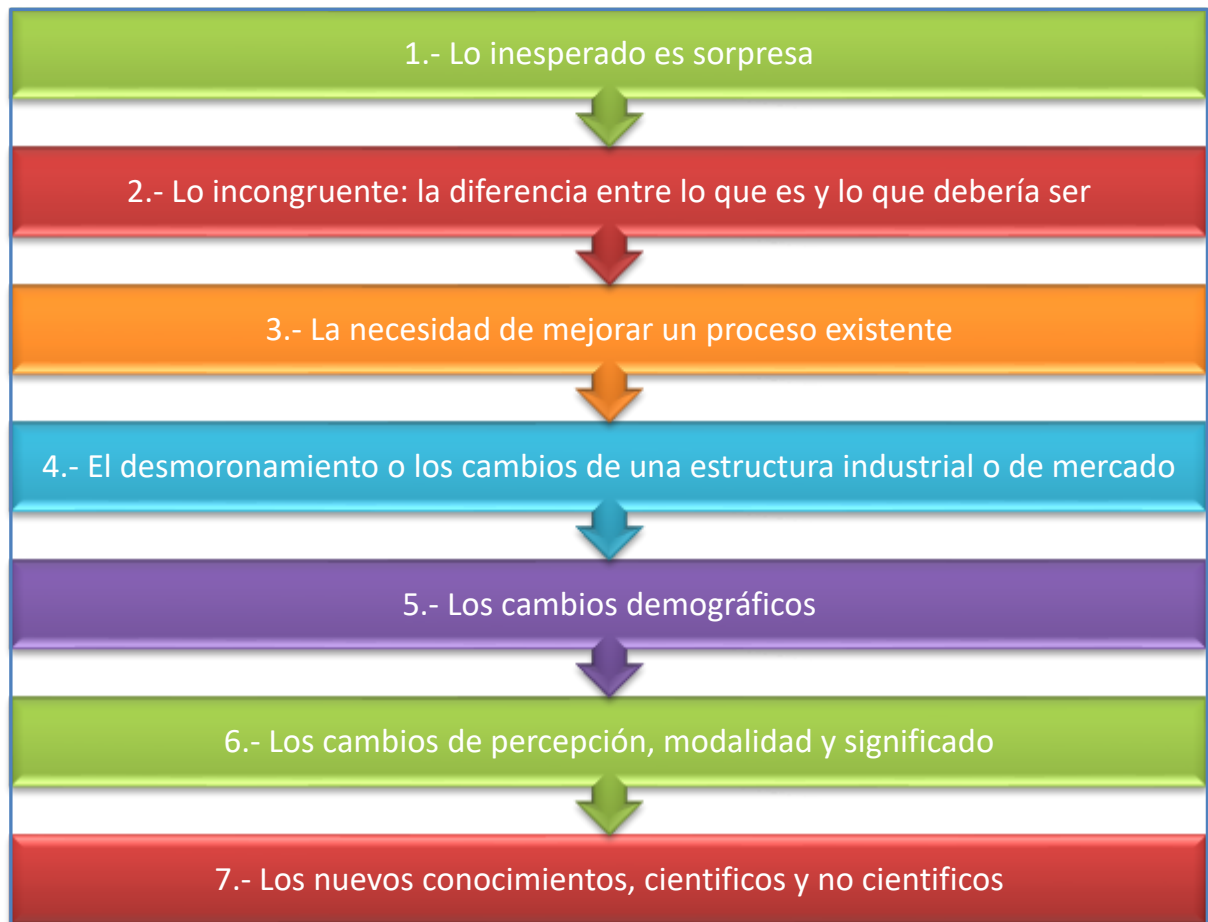 1.- Lo inesperado es sorpresa
2.- Lo incongruente: la diferencia entre lo que es y lo que debería ser
3.- La necesidad de mejorar un proceso existente
4.- El desmoronamiento o los cambios de una estructura industrial o de mercado
5.- Los cambios demográficos
6.- Los cambios de percepción, modalidad y significado
7.- Los nuevos conocimientos, cientificos y no cientificos